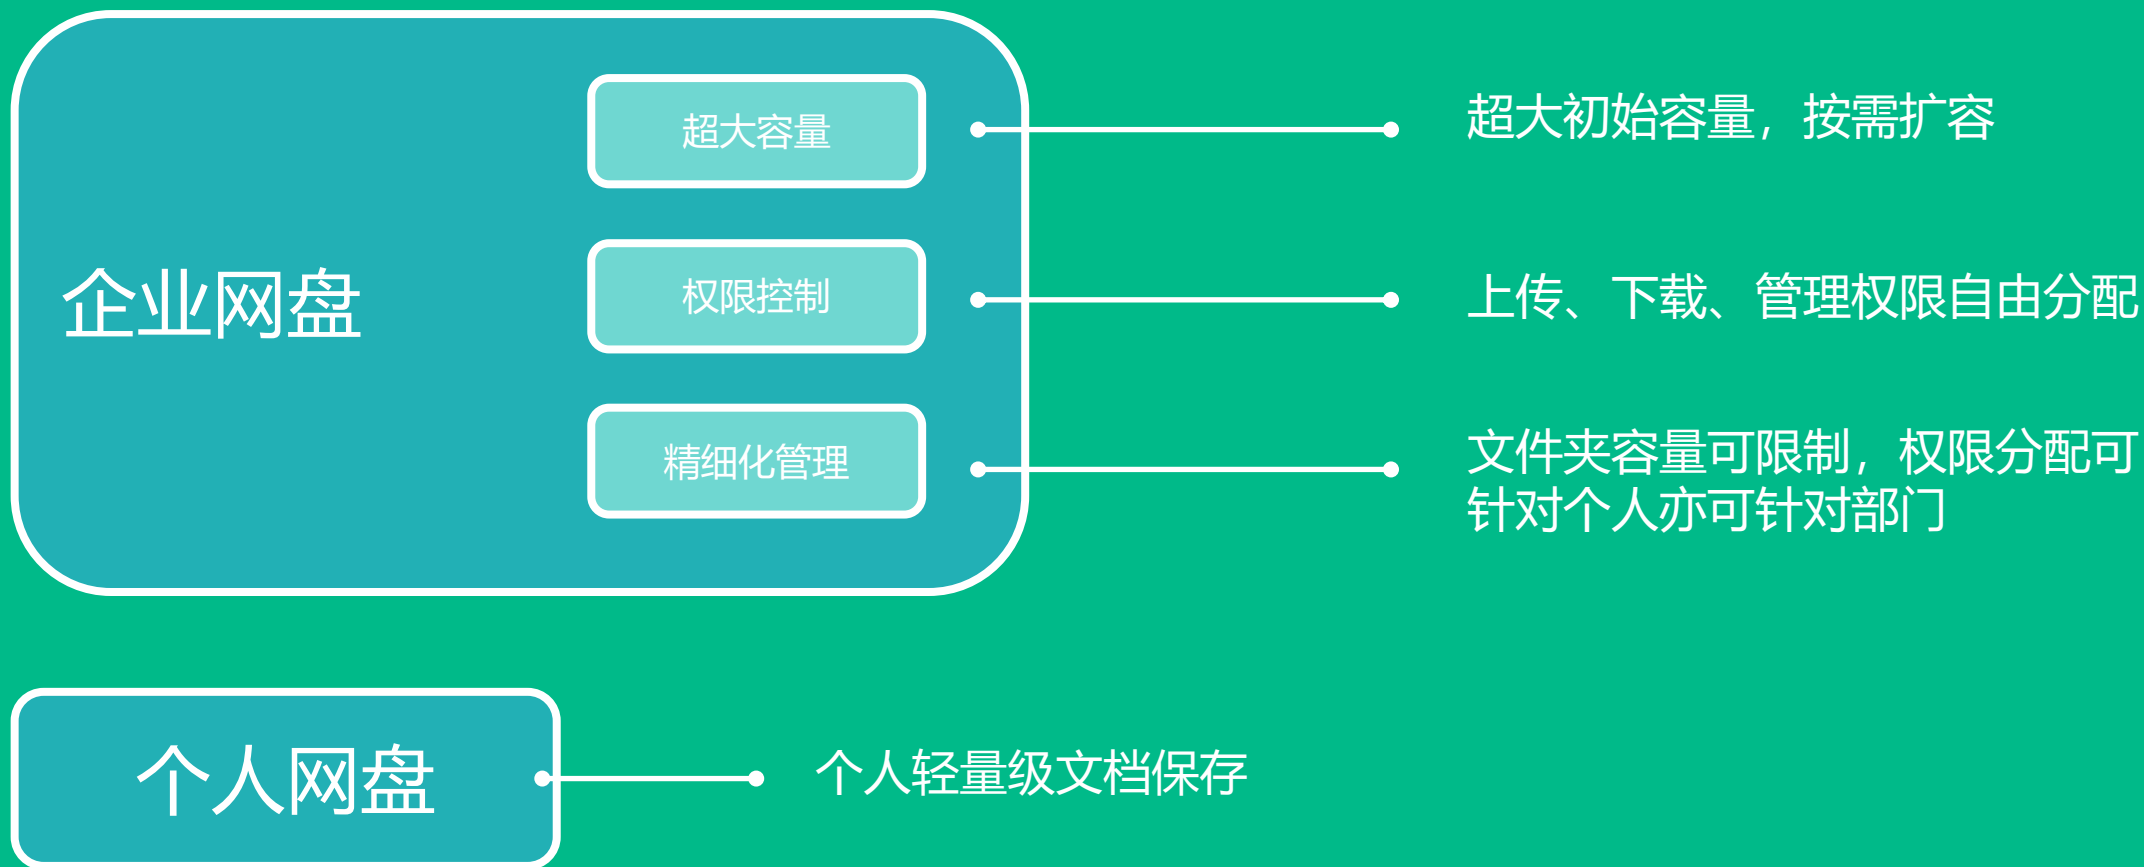 企业网盘
超大容量
超大初始容量，按需扩容
权限控制
上传、下载、管理权限自由分配
精细化管理
文件夹容量可限制，权限分配可
针对个人亦可针对部门
个人网盘
个人轻量级文档保存